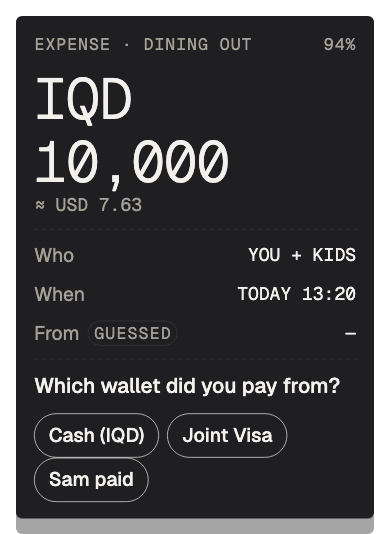 EXPENSE · DINING OUT 94%
IQD
10,000
≈ USD 7.63
Who YOU + KIDS
When TODAY 13:20
From GUESSED –
Which wallet did you pay from?
Cash (IQD) Joint Visa
Sam paid